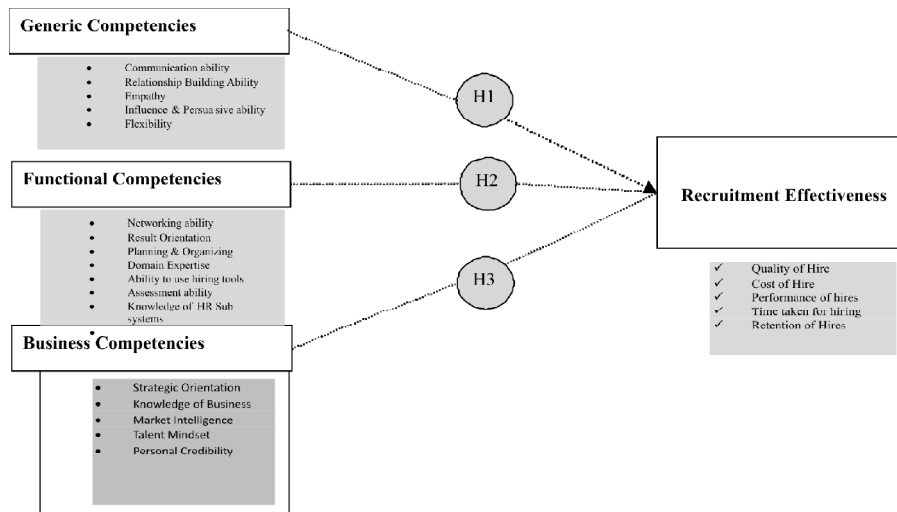 Generic Competencies
• Communication ability
• Relationship Building Ability
• Empathy
• Influence & Persua sive ability
• Flexibility
H1
Functional Competencies
• Networking ability
• Result Orientation
• Planning & Organizing
• Domain Expertise
• Ability to use hiring tools
• Assessment ability
• Knowledge of HR Sub
systems
•
H2
Business Competencies
• Strategic Orientation
• Knowledge of Business
• Market Intelligence
• Talent Mindset
• Personal Credibility
H3
Recruitment Effectiveness
✓ Quality of Hire
✓ Cost of Hire
✓ Performance of hires
✓ Time taken for hiring
✓ Retention of Hires